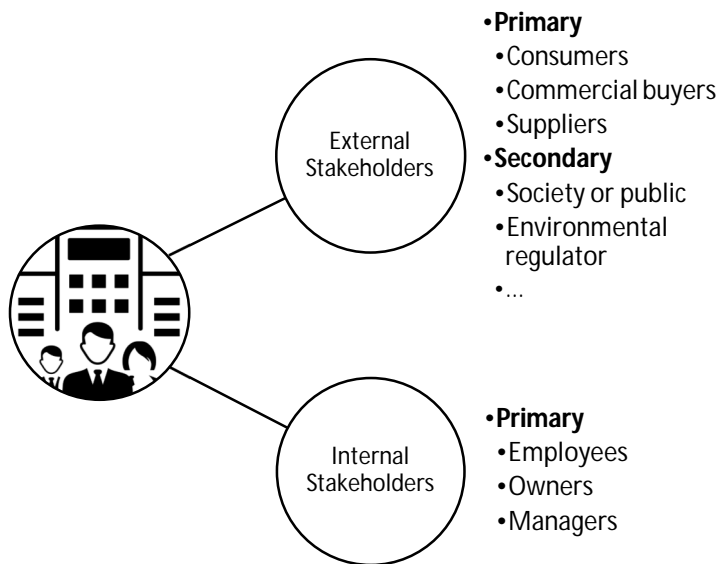 •Primary
•Consumers
•Commercial buyers
•Suppliers
•Secondary
•Society or public
•Environmental
regulator
•...
External
Stakeholders
Internal
Stakeholders
•Primary
•Employees
•Owners
•Managers